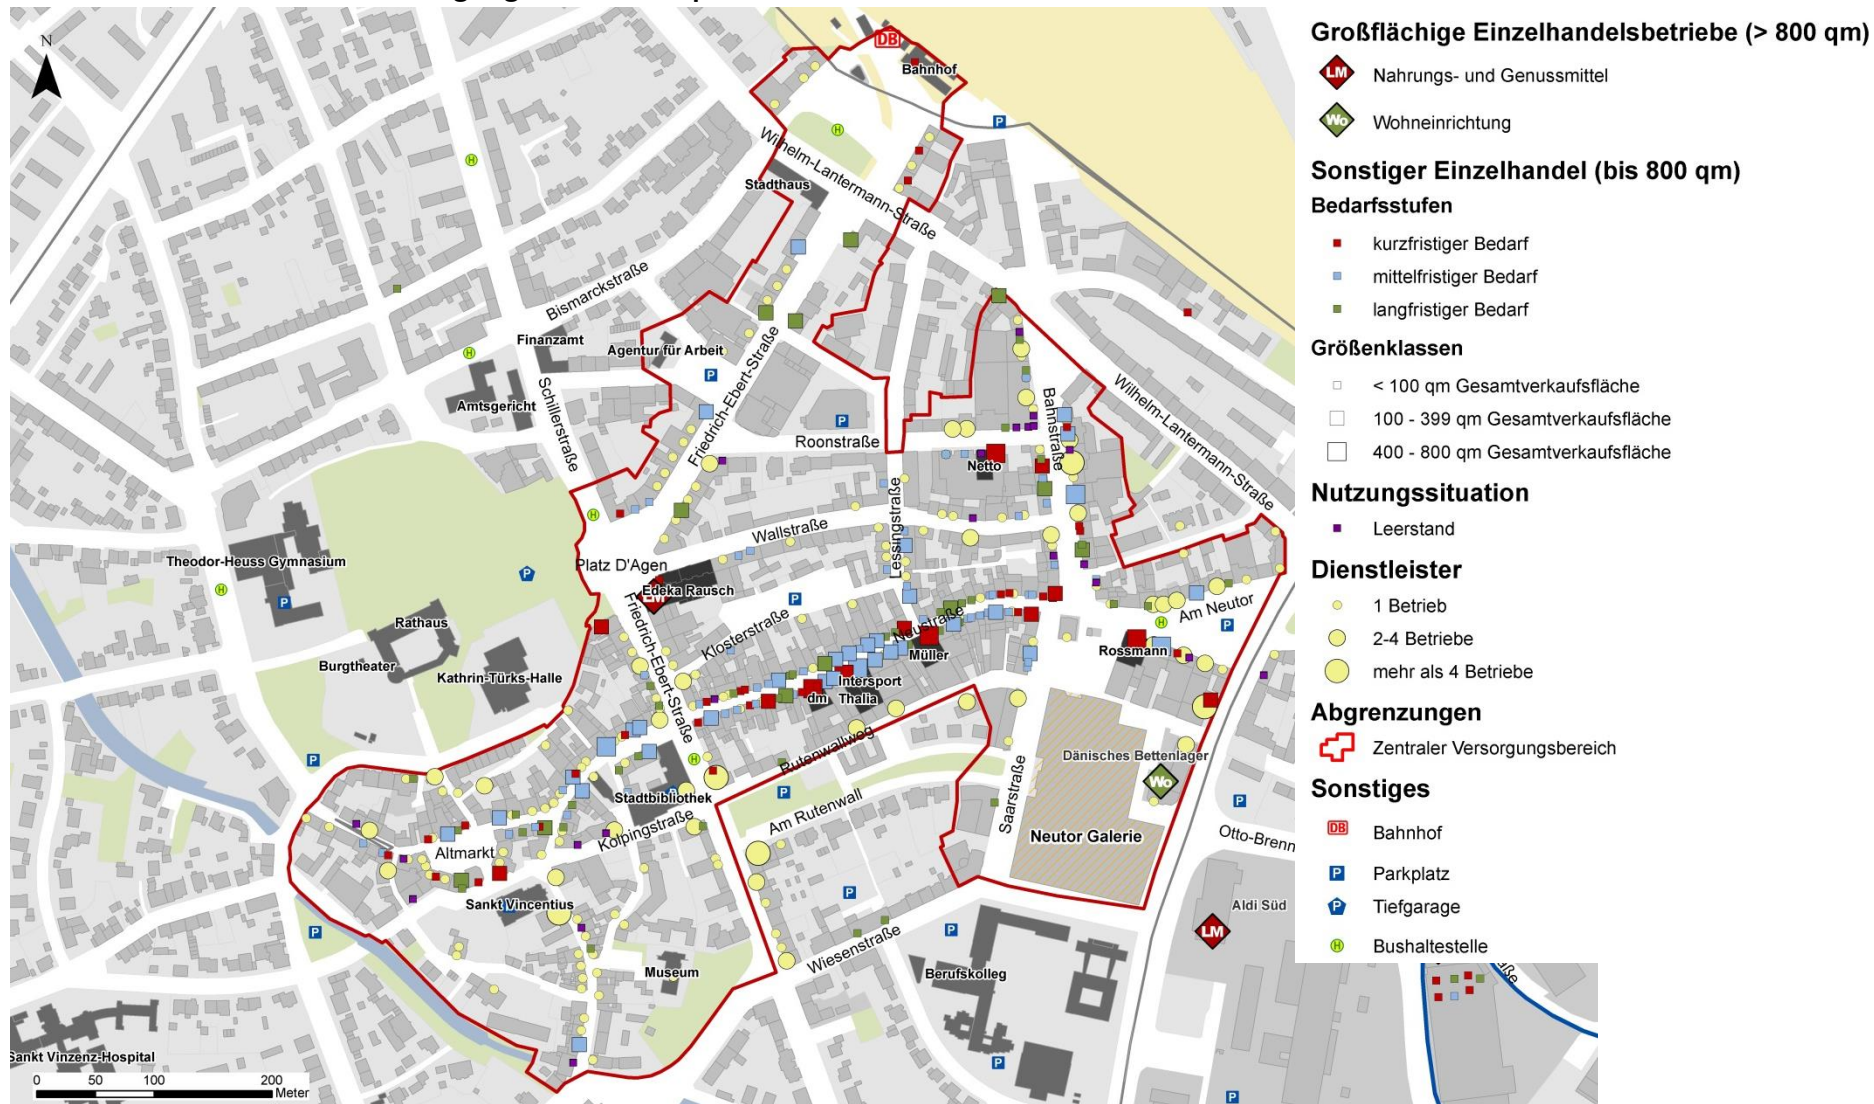 N
DB
Bahnhof
Wilhelm-Lantermann-Straße
Stadthaus
Bismarckstraße
Finanzamt
Agentur für Arbeit
Schillerstraße
Amtsgericht
Friedrich-Ebert-Straße
Roonstraße
Bahnstraße
Wilhelm-Lantermann-Straße
Netto
Lessingstraße
Wallstraße
Theodor-Heuss Gymnasium
Platz D'Agen
Edeka Rausch
LM
Rathaus
Burgtheater
Kathrin-Türks-Halle
Friedrich-Ebert-Straße
Klosterstraße
Neustraße
Müller
Am Neutor
Rossmann
Intersport
dm
Thalia
Rutenwallweg
Dänisches Bettenlager
Wo
Stadtbibliothek
Am Rutenwall
Saarstraße
Neutor Galerie
Otto-Brenn
Kolpingstraße
Altmarkt
Sankt Vincentius
Aldi Süd
LM
Wiesenstraße
Museum
Berufskolleg
Sankt Vinzenz-Hospital
0 50 100 200
Meter
Großflächige Einzelhandelsbetriebe (> 800 qm)
LM Nahrungs- und Genussmittel
Wo Wohneinrichtung
Sonstiger Einzelhandel (bis 800 qm)
Bedarfsstufen
kurzfristiger Bedarf
mittelfristiger Bedarf
langfristiger Bedarf
Größenklassen
< 100 qm Gesamtverkaufsfläche
100 - 399 qm Gesamtverkaufsfläche
400 - 800 qm Gesamtverkaufsfläche
Nutzungssituation
Leerstand
Dienstleister
1 Betrieb
2-4 Betriebe
mehr als 4 Betriebe
Abgrenzungen
Zentraler Versorgungsbereich
Sonstiges
DB Bahnhof
P Parkplatz
P Tiefgarage
H Bushaltestelle